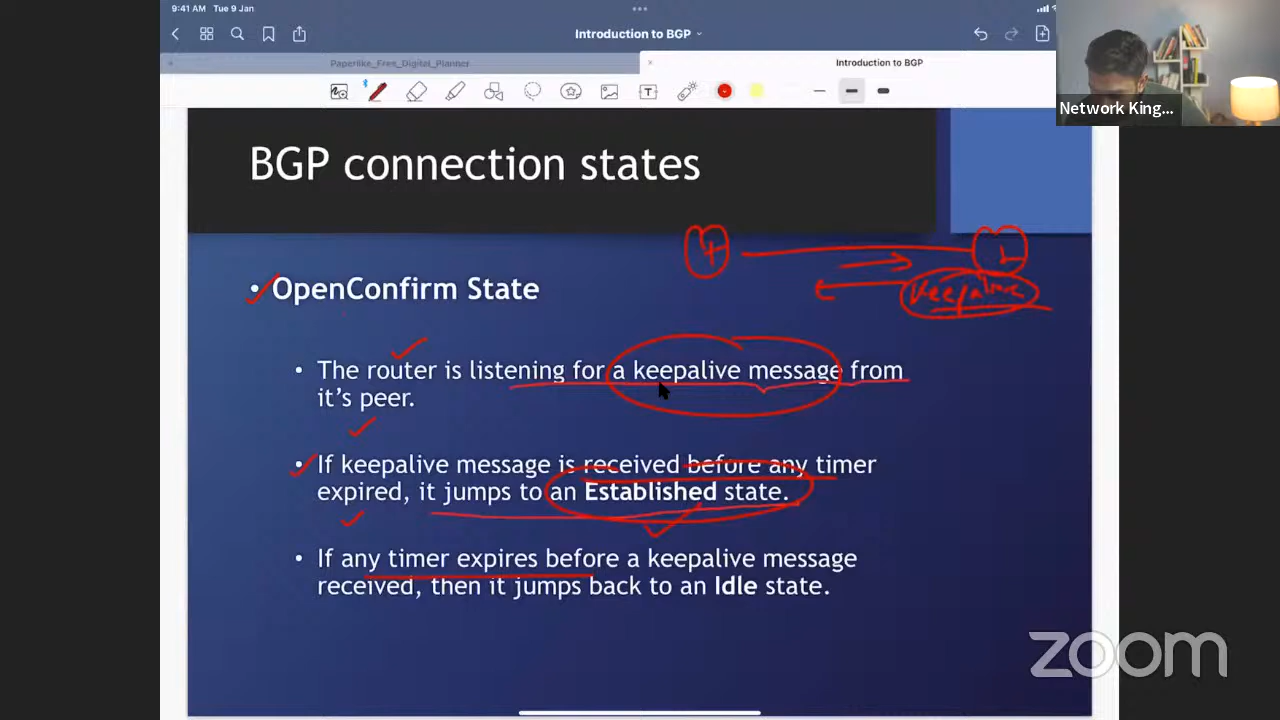 9:41 AM Tue 9 Jan
Introduction to BGP
Paperlike_Free_Digital_Planner
Introduction to BGP
Network King...
BGP connection states
• OpenConfirm State
Keepalive
• The router is listening for a keepalive message from
it's peer.
• If keepalive message is received before any timer
expired, it jumps to an Established state.
• If any timer expires before a keepalive message
received, then it jumps back to an Idle state.
zoom